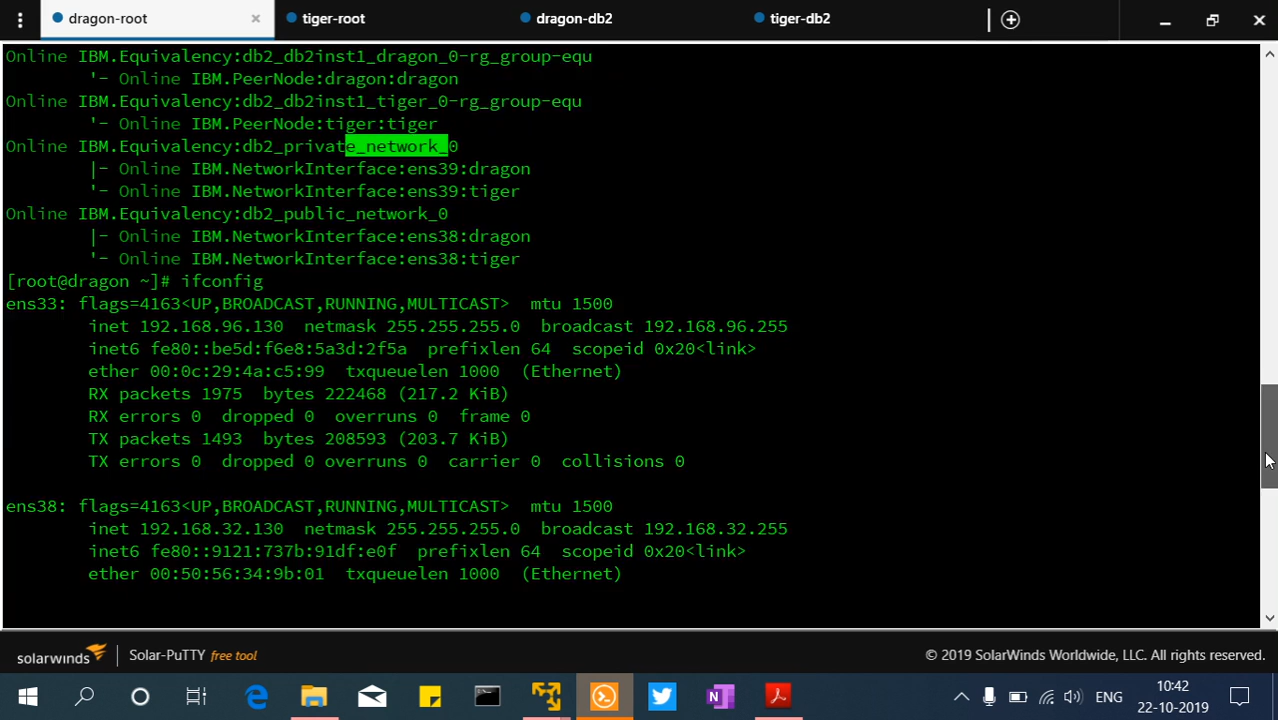 dragon-root
tiger-root
dragon-db2
tiger-db2
Online IBM.Equivalency:db2_db2inst1_dragon_0-rg_group-equ
'- Online IBM.PeerNode:dragon:dragon
Online IBM.Equivalency:db2_db2inst1_tiger_0-rg_group-equ
'- Online IBM.PeerNode:tiger:tiger
Online IBM.Equivalency:db2_private_network_0
|- Online IBM.NetworkInterface:ens39:dragon
'- Online IBM.NetworkInterface:ens39:tiger
Online IBM.Equivalency:db2_public_network_0
|- Online IBM.NetworkInterface:ens38:dragon
'- Online IBM.NetworkInterface:ens38:tiger
[root@dragon ~]# ifconfig
ens33: flags=4163<UP,BROADCAST,RUNNING,MULTICAST>  mtu 1500
inet 192.168.96.130  netmask 255.255.255.0  broadcast 192.168.96.255
inet6 fe80::be5d:f6e8:5a3d:2f5a  prefixlen 64  scopeid 0x20<link>
ether 00:0c:29:4a:c5:99  txqueuelen 1000  (Ethernet)
RX packets 1975  bytes 222468 (217.2 KiB)
RX errors 0  dropped 0  overruns 0  frame 0
TX packets 1493  bytes 208593 (203.7 KiB)
TX errors 0  dropped 0 overruns 0  carrier 0  collisions 0
ens38: flags=4163<UP,BROADCAST,RUNNING,MULTICAST>  mtu 1500
inet 192.168.32.130  netmask 255.255.255.0  broadcast 192.168.32.255
inet6 fe80::9121:737b:91df:e0f  prefixlen 64  scopeid 0x20<link>
ether 00:50:56:34:9b:01  txqueuelen 1000  (Ethernet)
solarwinds Solar-PuTTY free tool
© 2019 SolarWinds Worldwide, LLC. All rights reserved.
ENG
10:42
22-10-2019